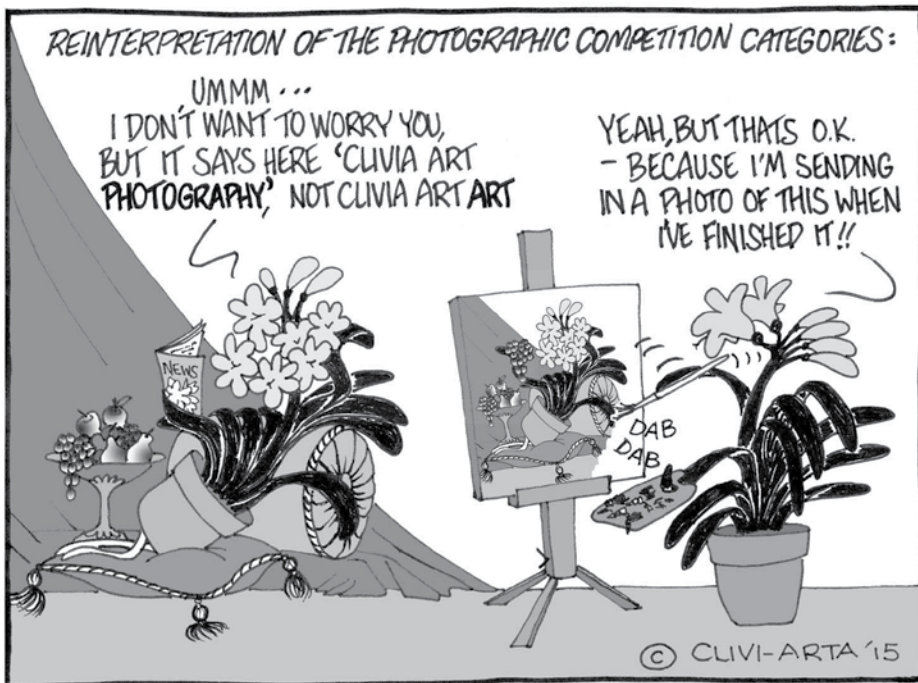 REINTERPRETATION OF THE PHOTOGRAPHIC COMPETITION CATEGORIES:
UMMM ...
I DON'T WANT TO WORRY YOU,
BUT IT SAYS HERE 'CLIVIA ART
PHOTOGRAPHY,' NOT CLIVIA ART ART
YEAH, BUT THATS O.K.
- BECAUSE I'M SENDING
IN A PHOTO OF THIS WHEN
I'VE FINISHED IT!!
NEWS
DAB
DAB
© CLIVI-ARTA '15